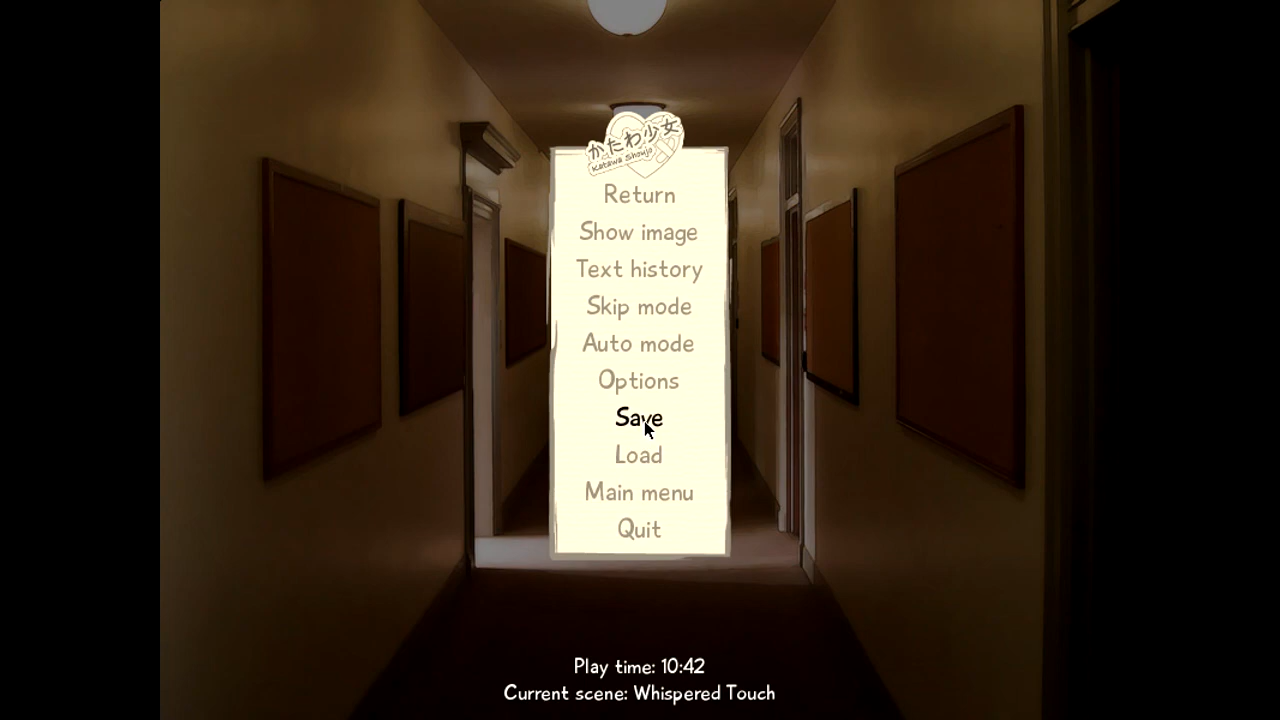 かたわ少女
Katawa Shoujo
Return
Show image
Text history
Skip mode
Auto mode
Options
Save
Load
Main menu
Quit
Play time: 10:42
Current scene: Whispered Touch